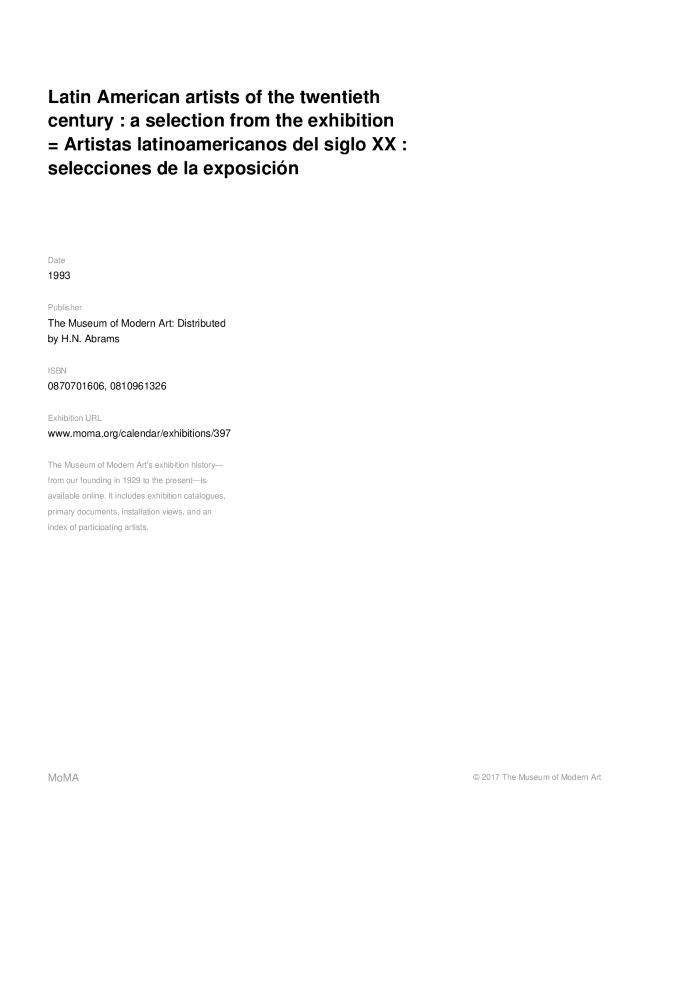 Latin American artists of the twentieth
century : a selection from the exhibition
= Artistas latinoamericanos del siglo XX :
selecciones de la exposición
Date
1993
Publisher
The Museum of Modern Art: Distributed
by H.N. Abrams
ISBN
0870701606, 0810961326
Exhibition URL
www.moma.org/calendar/exhibitions/397
The Museum of Modern Art's exhibition history—
from our founding in 1929 to the present—is
available online. It includes exhibition catalogues,
primary documents, installation views, and an
index of participating artists.
MoMA
© 2017 The Museum of Modern Art